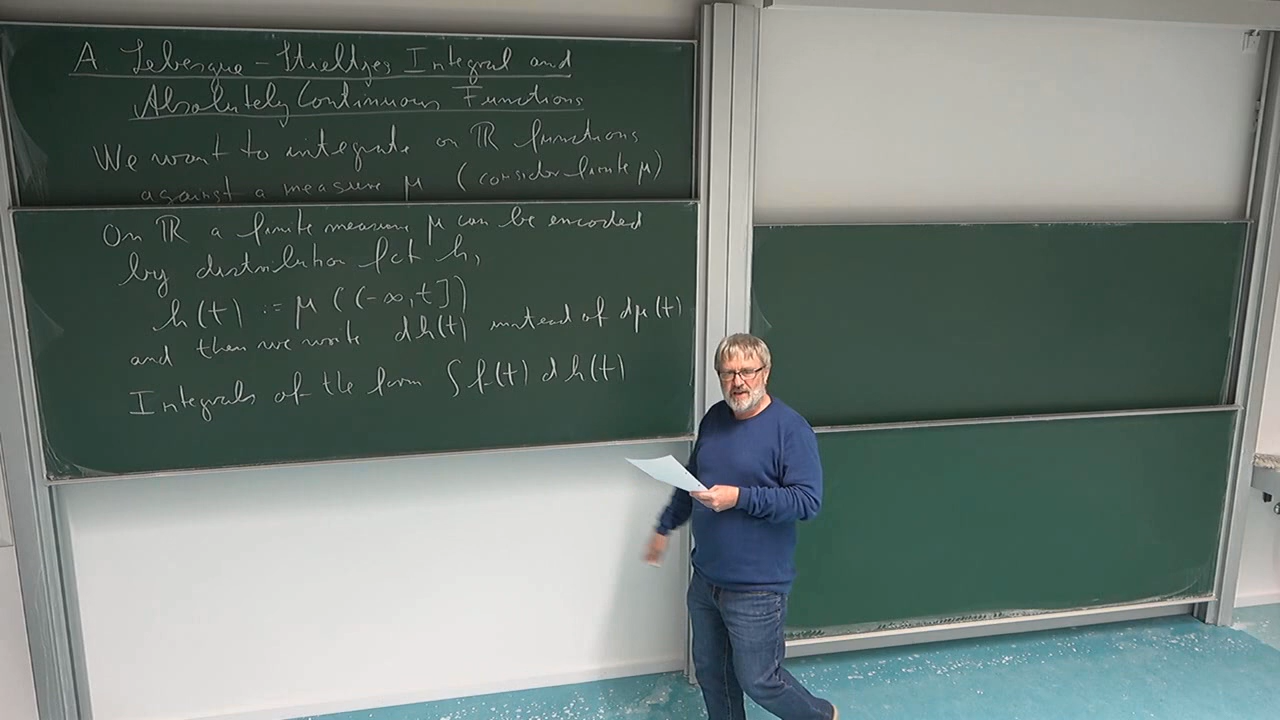 A. Lebesgue-Stieltjes Integral and
Absolutely Continuous Functions
We want to integrate on ℝ functions
against a measure μ (consider finite μ)
On ℝ a finite measure μ can be encoded
by distribution fct h,
h(t) := μ((-∞,t])
and then we write dh(t) instead of dμ(t)
Integrals of the form ∫f(t) dh(t)